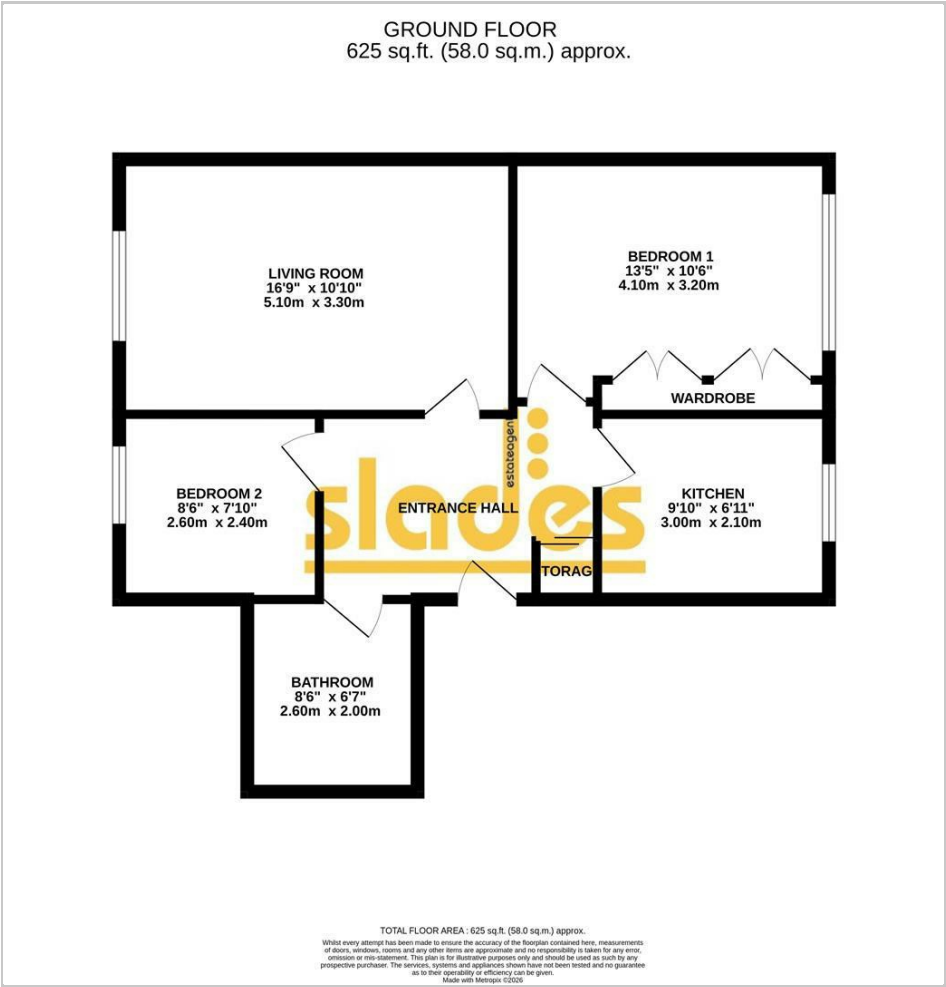 GROUND FLOOR
625 sq.ft. (58.0 sq.m.) approx.
LIVING ROOM
16'9" x 10'10"
5.10m x 3.30m
BEDROOM 1
13'5" x 10'6"
4.10m x 3.20m
WARDROBE
BEDROOM 2
8'6" x 7'10"
2.60m x 2.40m
estateagen
slades
ENTRANCE HALL
KITCHEN
9'10" x 6'11"
3.00m x 2.10m
TORAG
BATHROOM
8'6" x 6'7"
2.60m x 2.00m
TOTAL FLOOR AREA : 625 sq.ft. (58.0 sq.m.) approx.
Whilst every attempt has been made to ensure the accuracy of the floorplan contained here, measurements
of doors, windows, rooms and any other items are approximate and no responsibility is taken for any error,
omission or mis-statement. This plan is for illustrative purposes only and should be used as such by any
prospective purchaser. The services, systems and appliances shown have not been tested and no guarantee
as to their operability or efficiency can be given.
Made with Metropix ©2026